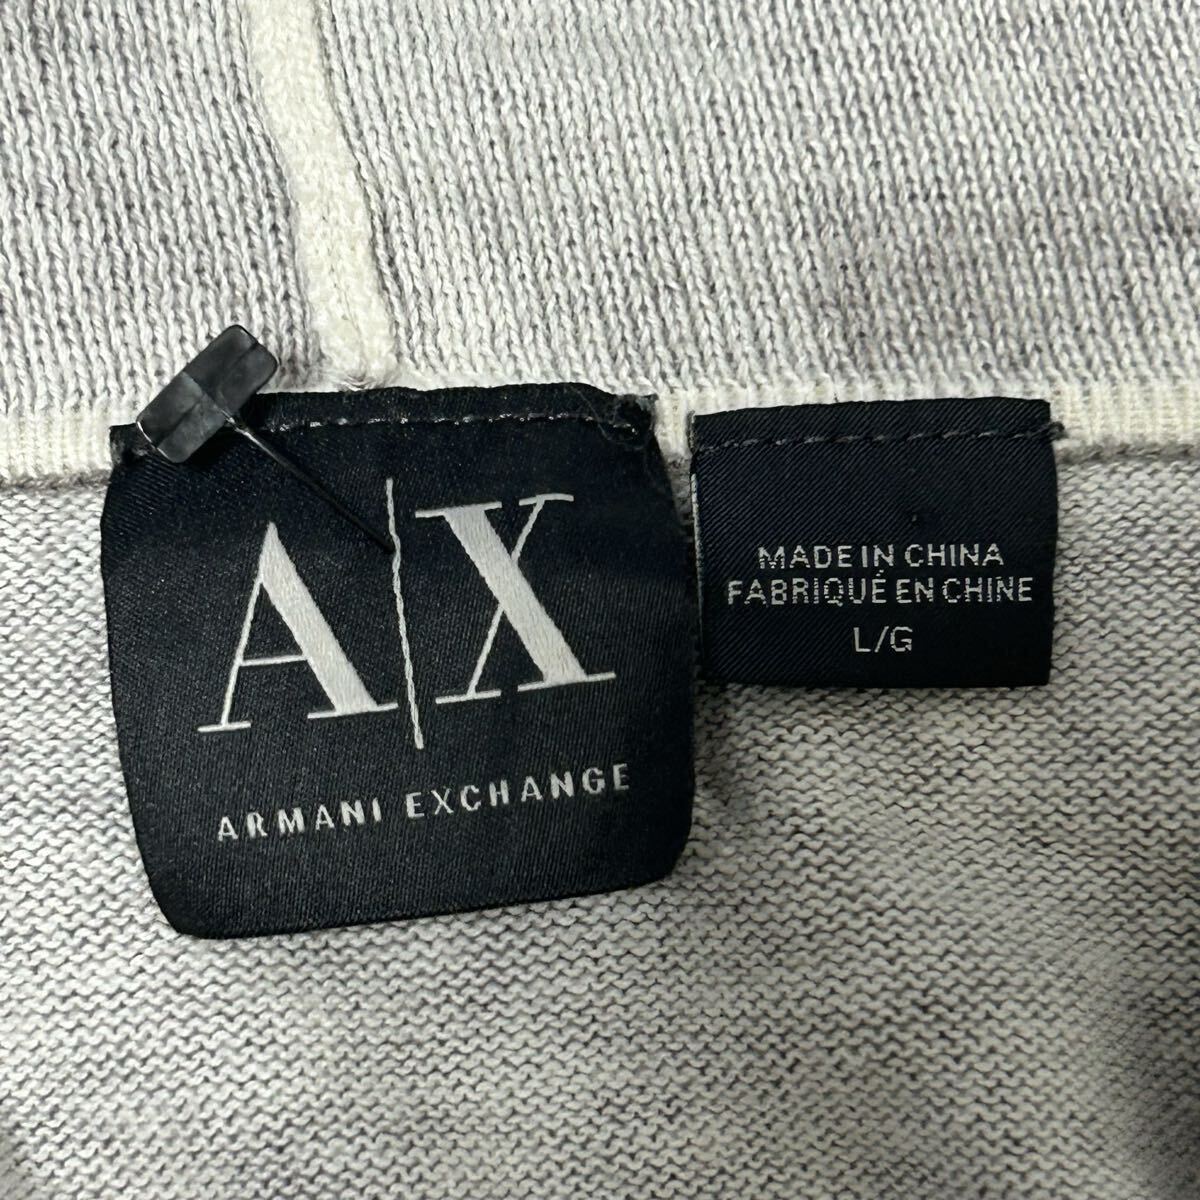 A|X
ARMANI EXCHANGE
MADE IN CHINA
FABRIQUÉ EN CHINE
L/G